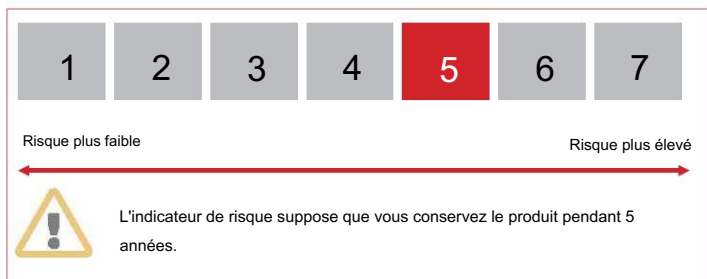 1 2 3 4 5 6 7
Risque plus faible Risque plus élevé
L'indicateur de risque suppose que vous conservez le produit pendant 5
années.